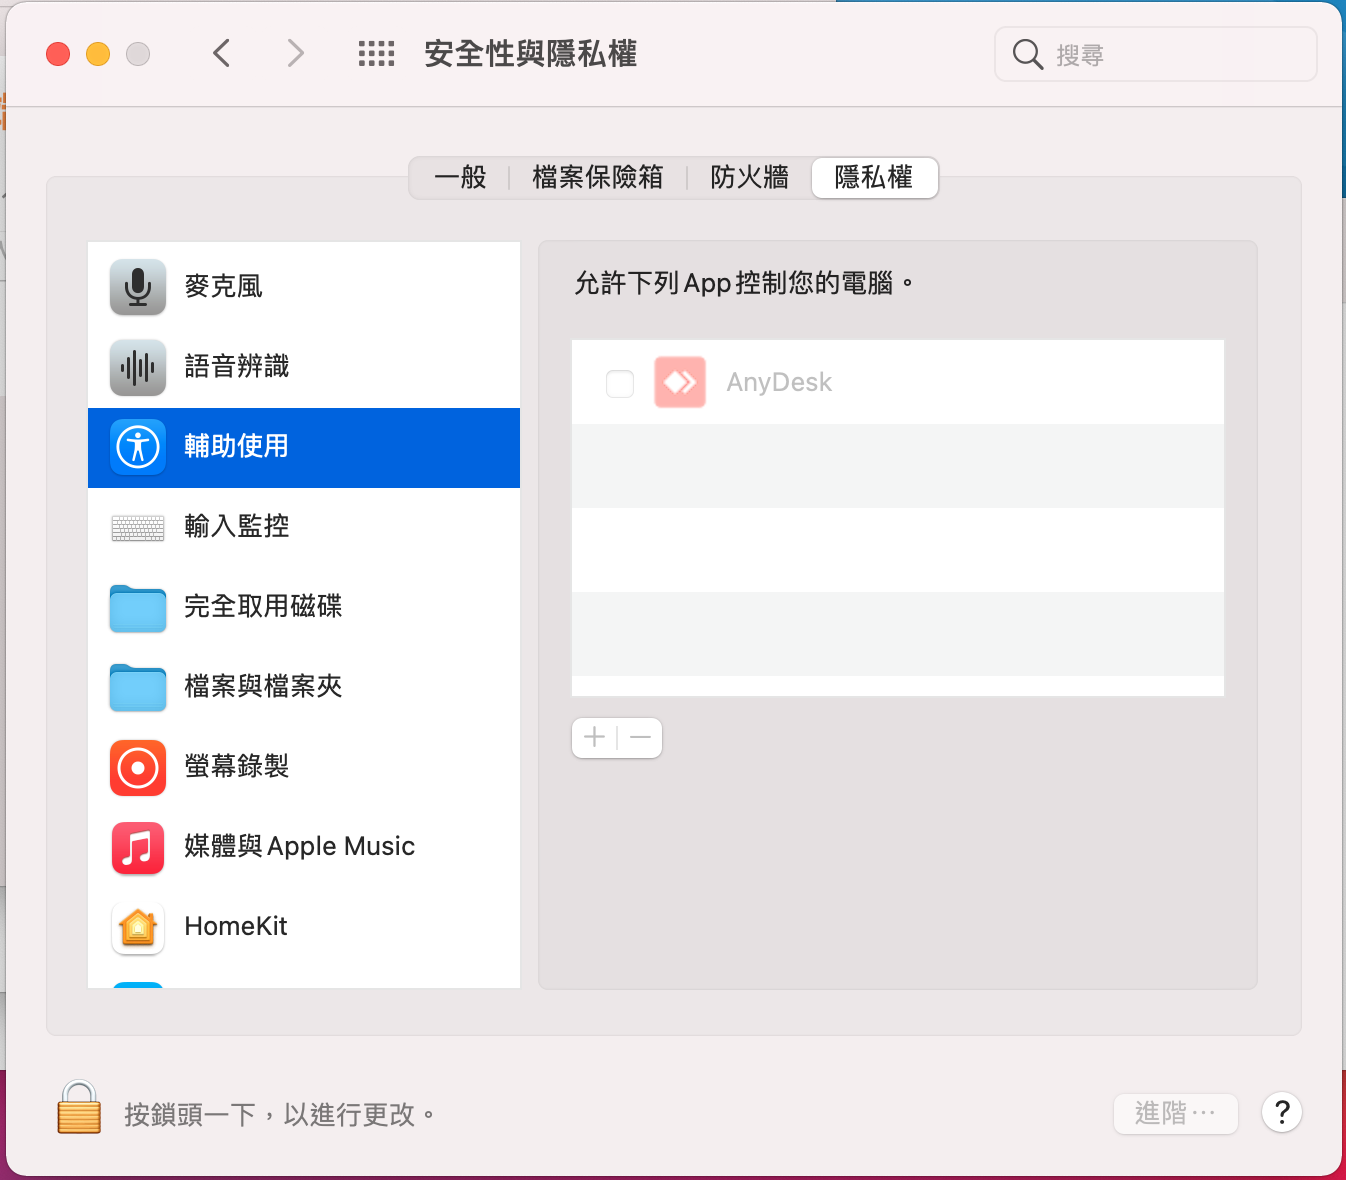 安全性與隱私權
搜尋
一般
檔案保險箱
防火牆
隱私權
麥克風
語音辨識
輔助使用
輸入監控
完全取用磁碟
檔案與檔案夾
螢幕錄製
媒體與 Apple Music
HomeKit
允許下列 App 控制您的電腦。
AnyDesk
按鎖頭一下，以進行更改。
進階⋯
?